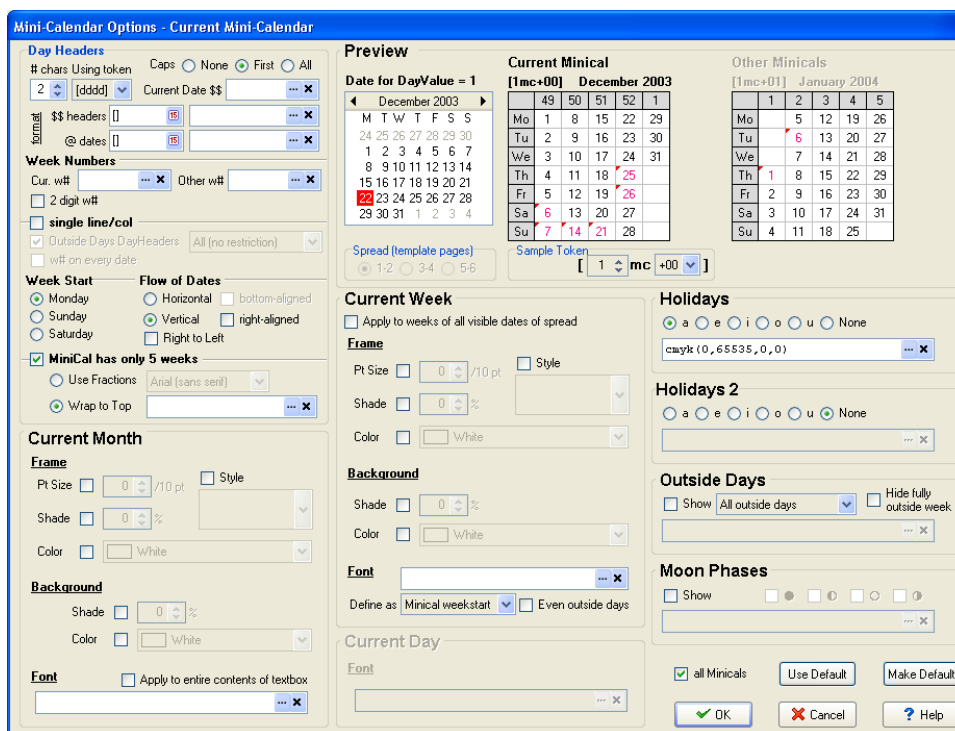 Mini-Calendar Options - Current Mini-Calendar
Day Headers
# chars Using token Caps None First All
2 [dddd] Current Date $$
format
$$ headers []
@ dates []
Week Numbers
Cur. w# Other w#
2 digit w#
single line/col
Outside Days DayHeaders All (no restriction)
w# on every date
Week Start Flow of Dates
Monday Horizontal bottom-aligned
Sunday Vertical right-aligned
Saturday Right to Left
MiniCal has only 5 weeks
Use Fractions Arial (sans serif)
Wrap to Top
Current Month
Frame
Pt Size 0 /10 pt Style
Shade 0 %
Color White
Background
Shade 0 %
Color White
Font Apply to entire contents of textbox
Preview
Date for DayValue = 1
December 2003
M T W T F S S
24 25 26 27 28 29 30
1 2 3 4 5 6 7
8 9 10 11 12 13 14
15 16 17 18 19 20 21
22 23 24 25 26 27 28
29 30 31 1 2 3 4
Current Minical
[1mc+00] December 2003
49 50 51 52 1
Mo 1 8 15 22 29
Tu 2 9 16 23 30
We 3 10 17 24 31
Th 4 11 18 25
Fr 5 12 19 26
Sa 6 13 20 27
Su 7 14 21 28
Other Minicals
[1mc+01] January 2004
1 2 3 4 5
Mo 5 12 19 26
Tu 6 13 20 27
We 7 14 21 28
Th 1 8 15 22 29
Fr 2 9 16 23 30
Sa 3 10 17 24 31
Su 4 11 18 25
Spread (template pages)
1-2 3-4 5-6
Sample Token
[ 1 mc +00 ]
Current Week
Apply to weeks of all visible dates of spread
Frame
Pt Size 0 /10 pt Style
Shade 0 %
Color White
Background
Shade 0 %
Color White
Font
Define as Minical weekstart Even outside days
Current Day
Font
Holidays
a e i o u None
cmyk(0,65535,0,0)
Holidays 2
a e i o u None
Outside Days
Show All outside days Hide fully
outside week
Moon Phases
Show
all Minicals Use Default Make Default
OK Cancel ? Help